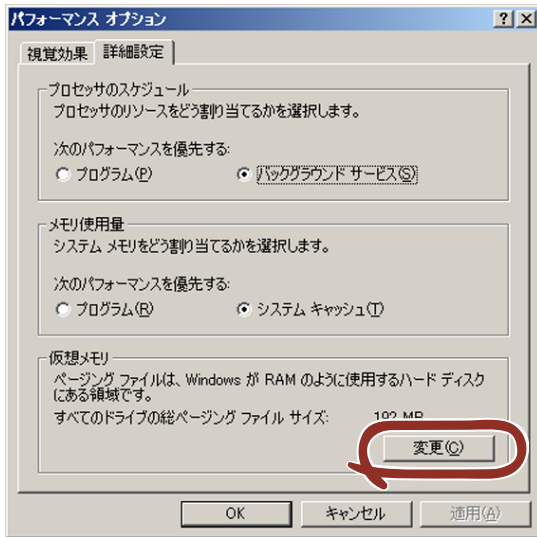 パフォーマンス オプション
視覚効果 詳細設定
プロセッサのスケジュール
プロセッサのリソースをどう割り当てるかを選択します。
次のパフォーマンスを優先する:
プログラム(P) バックグラウンド サービス(S)
メモリ使用量
システム メモリをどう割り当てるかを選択します。
次のパフォーマンスを優先する:
プログラム(R) システム キャッシュ(T)
仮想メモリ
ページング ファイルは、Windows が RAM のように使用するハード ディスク
にある領域です。
すべてのドライブの総ページング ファイル サイズ: 192 MB
変更(C)
OK キャンセル 適用(A)